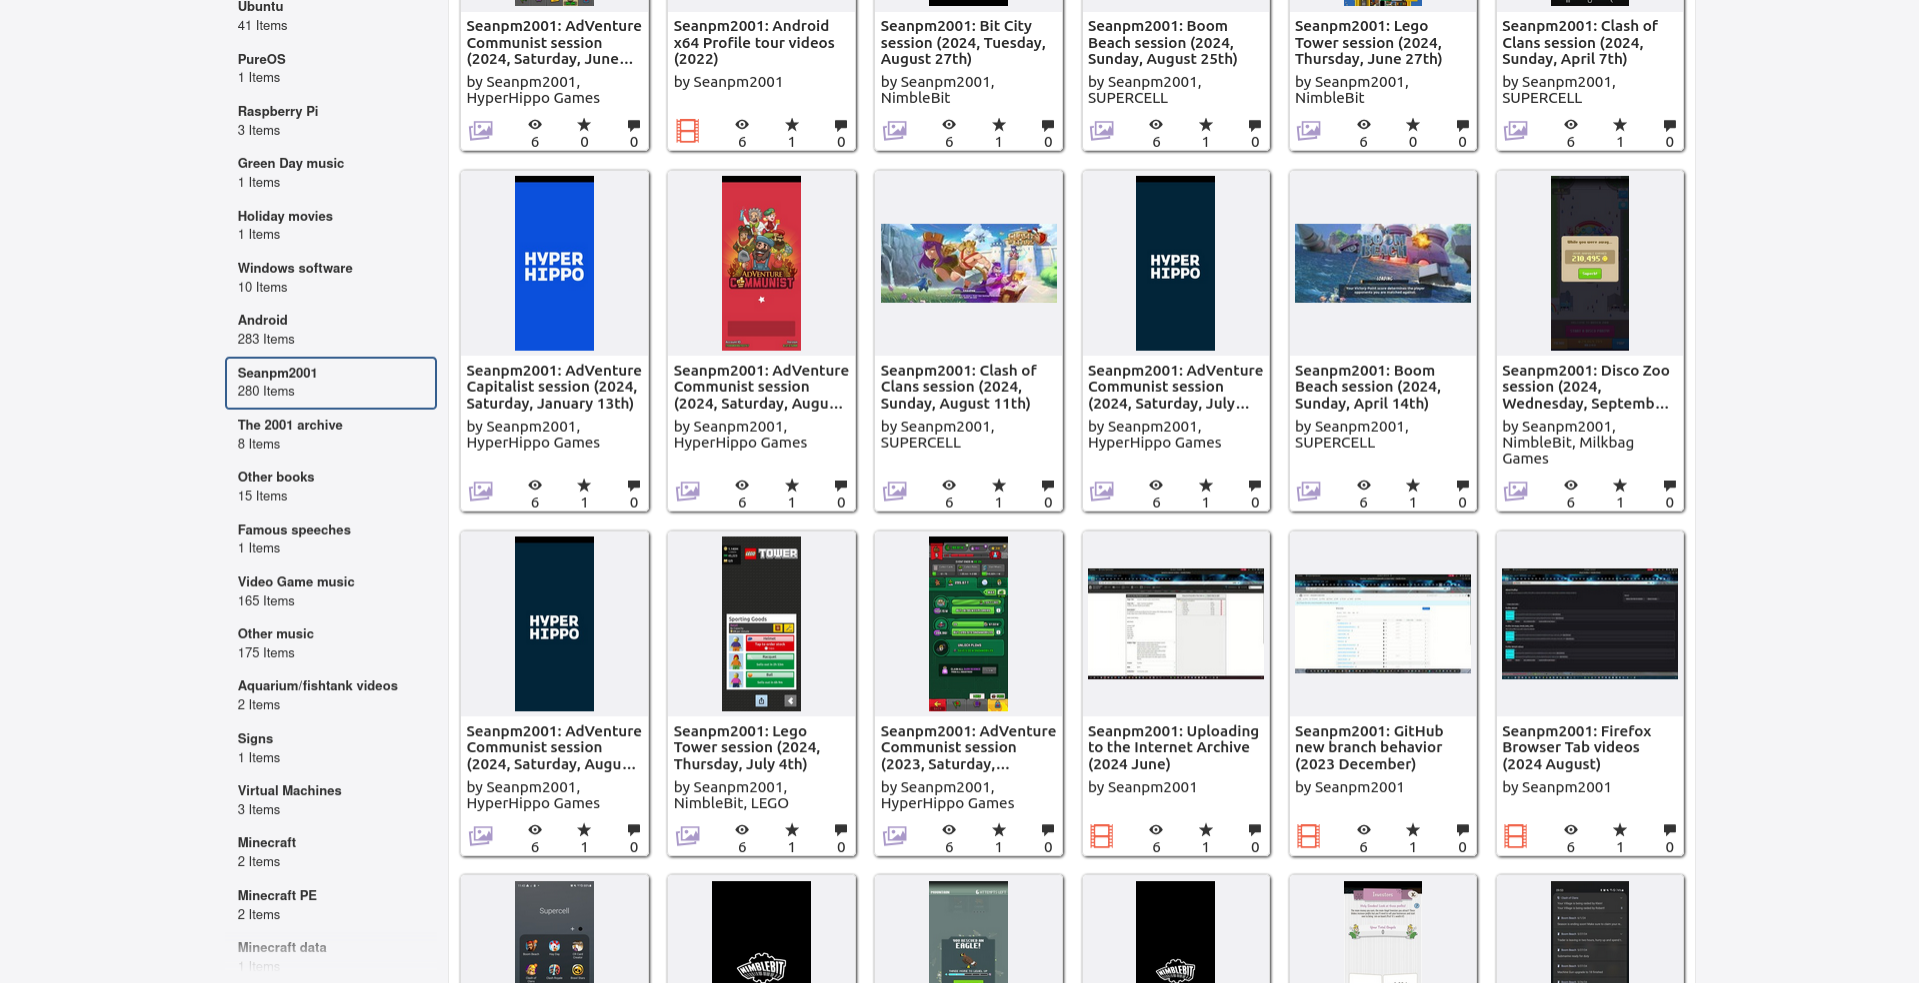 Ubuntu
41 Items
PureOS
1 Items
Raspberry Pi
3 Items
Green Day music
1 Items
Holiday movies
1 Items
Windows software
10 Items
Android
283 Items
Seanpm2001
280 Items
The 2001 archive
8 Items
Other books
15 Items
Famous speeches
1 Items
Video Game music
165 Items
Other music
175 Items
Aquarium/fishtank videos
2 Items
Signs
1 Items
Virtual Machines
3 Items
Minecraft
2 Items
Minecraft PE
2 Items
Minecraft data
1 Items
Seanpm2001: AdVenture
Communist session
(2024, Saturday, June...
by Seanpm2001,
HyperHippo Games
6 0 0
Seanpm2001: Android
x64 Profile tour videos
(2022)
by Seanpm2001
6 1 0
Seanpm2001: Bit City
session (2024, Tuesday,
August 27th)
by Seanpm2001,
NimbleBit
6 1 0
Seanpm2001: Boom
Beach session (2024,
Sunday, August 25th)
by Seanpm2001,
SUPERCELL
6 1 0
Seanpm2001: Lego
Tower session (2024,
Thursday, June 27th)
by Seanpm2001,
NimbleBit
6 0 0
Seanpm2001: Clash of
Clans session (2024,
Sunday, April 7th)
by Seanpm2001,
SUPERCELL
6 1 0
HYPER
HIPPO
Seanpm2001: AdVenture
Capitalist session (2024,
Saturday, January 13th)
by Seanpm2001,
HyperHippo Games
6 1 0
ADVENTURE
COMMUNIST
Seanpm2001: AdVenture
Communist session
(2024, Saturday, Augu...
by Seanpm2001,
HyperHippo Games
6 1 0
Seanpm2001: Clash of
Clans session (2024,
Sunday, August 11th)
by Seanpm2001,
SUPERCELL
6 1 0
HYPER
HIPPO
Seanpm2001: AdVenture
Communist session
(2024, Saturday, July...
by Seanpm2001,
HyperHippo Games
6 1 0
BOOM
BEACH
Seanpm2001: Boom
Beach session (2024,
Sunday, April 14th)
by Seanpm2001,
SUPERCELL
6 1 0
While you were away...
210,495
Seanpm2001: Disco Zoo
session (2024,
Wednesday, Septemb...
by Seanpm2001,
NimbleBit, Milkbag
Games
6 1 0
HYPER
HIPPO
Seanpm2001: AdVenture
Communist session
(2024, Saturday, Augu...
by Seanpm2001,
HyperHippo Games
6 1 0
TOWER
Sporting Goods
Seanpm2001: Lego
Tower session (2024,
Thursday, July 4th)
by Seanpm2001,
NimbleBit, LEGO
6 1 0
Seanpm2001: AdVenture
Communist session
(2023, Saturday,...
by Seanpm2001,
HyperHippo Games
6 1 0
Seanpm2001: Uploading
to the Internet Archive
(2024 June)
by Seanpm2001
6 1 0
Seanpm2001: GitHub
new branch behavior
(2023 December)
by Seanpm2001
6 1 0
Seanpm2001: Firefox
Browser Tab videos
(2024 August)
by Seanpm2001
6 1 0
Supercell
NIMBLEBIT
EAGLE!
NIMBLEBIT